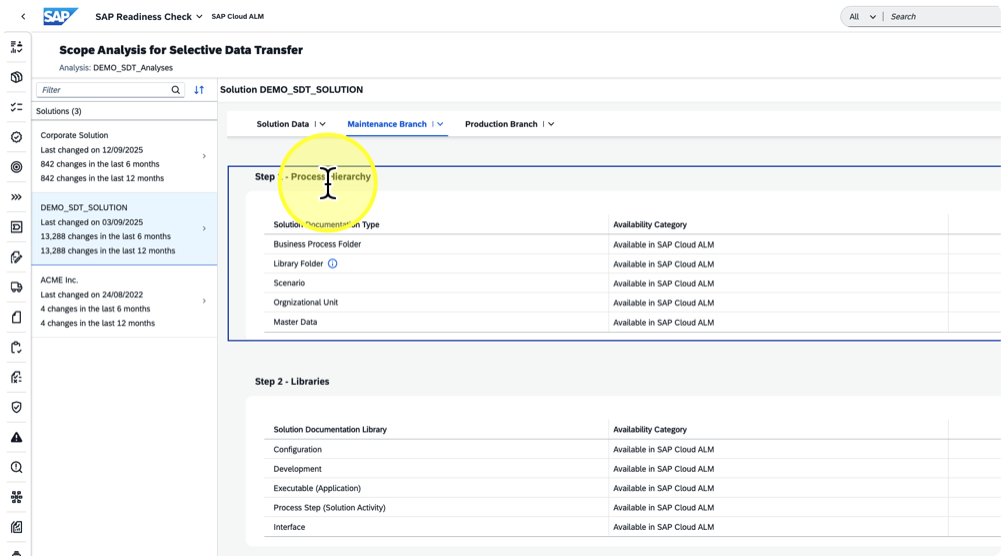 SAP SAP Readiness Check SAP Cloud ALM All Search
Scope Analysis for Selective Data Transfer
Analysis: DEMO_SDT_Analyses
Filter
Solutions (3)
Corporate Solution
Last changed on 12/09/2025
842 changes in the last 6 months
842 changes in the last 12 months
DEMO_SDT_SOLUTION
Last changed on 03/09/2025
13,288 changes in the last 6 months
13,288 changes in the last 12 months
ACME Inc.
Last changed on 24/08/2022
4 changes in the last 6 months
4 changes in the last 12 months
Solution DEMO_SDT_SOLUTION
Solution Data Maintenance Branch Production Branch
Step - Process Hierarchy
Solution Documentation Type Availability Category
Business Process Folder Available in SAP Cloud ALM
Library Folder Available in SAP Cloud ALM
Scenario Available in SAP Cloud ALM
Orgnizational Unit Available in SAP Cloud ALM
Master Data Available in SAP Cloud ALM
Step 2 - Libraries
Solution Documentation Library Availability Category
Configuration Available in SAP Cloud ALM
Development Available in SAP Cloud ALM
Executable (Application) Available in SAP Cloud ALM
Process Step (Solution Activity) Available in SAP Cloud ALM
Interface Available in SAP Cloud ALM